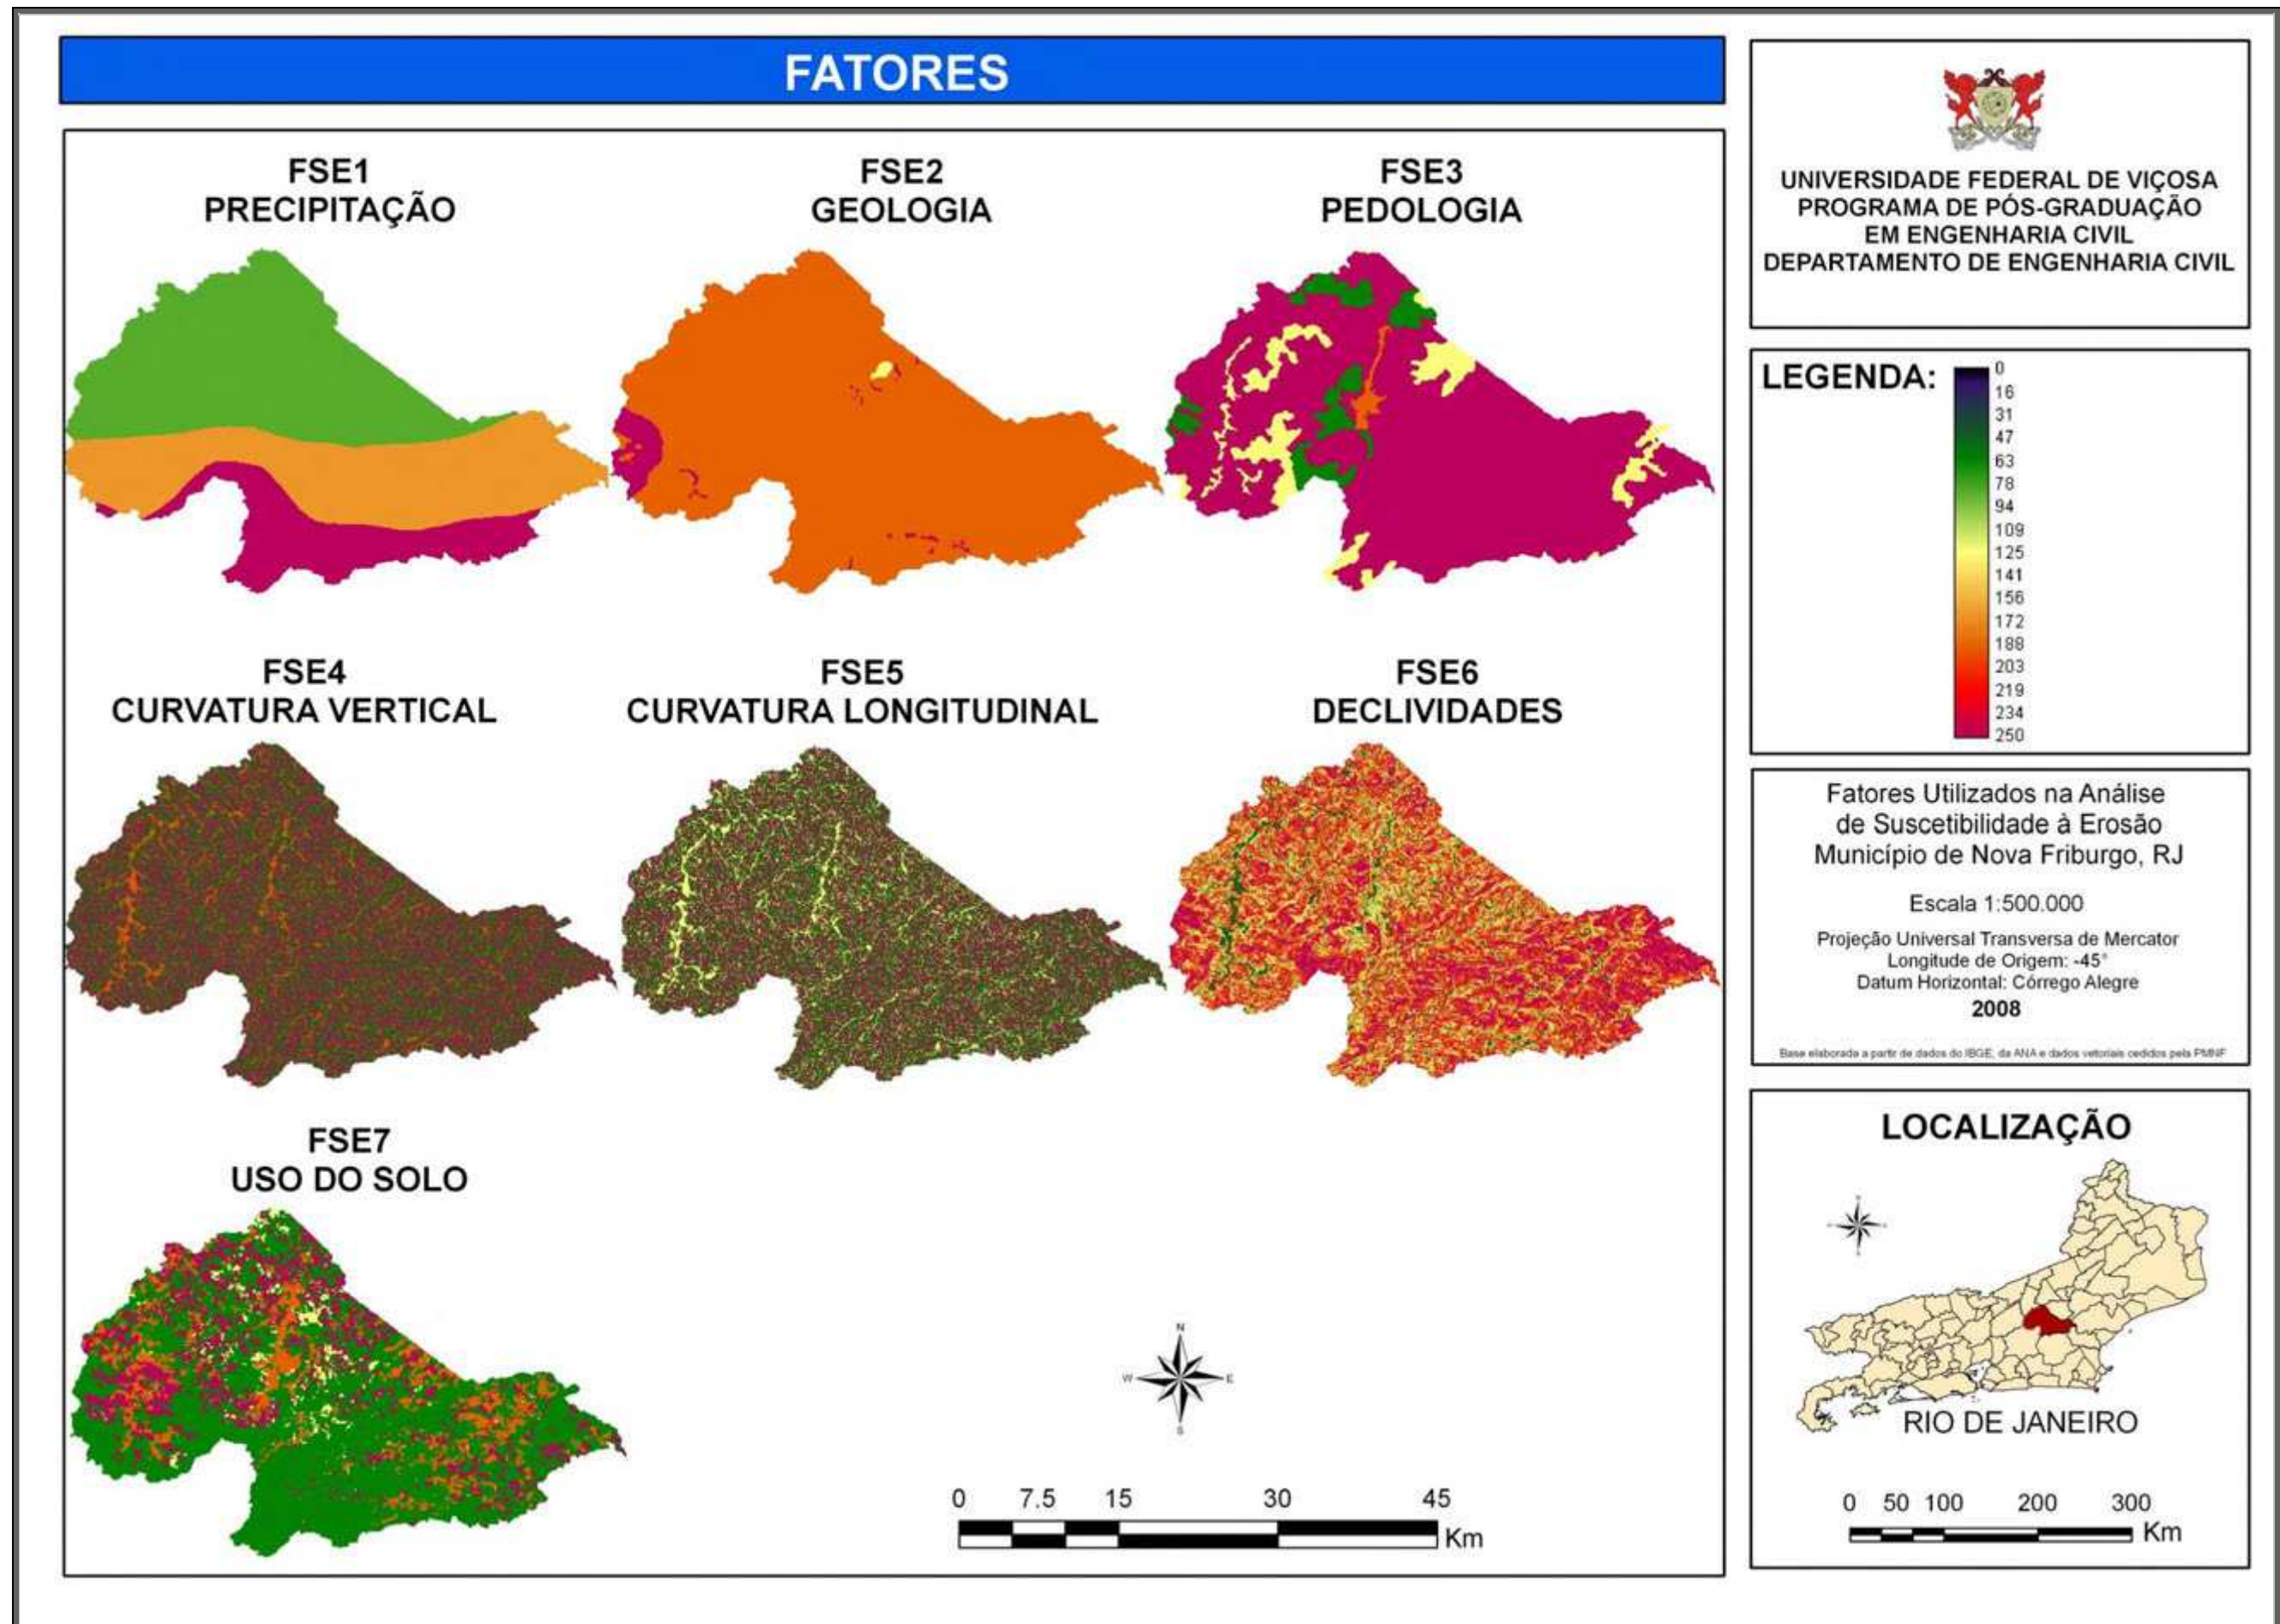 FATORES
FSE1
PRECIPITAÇÃO
FSE2
GEOLOGIA
FSE3
PEDOLOGIA
FSE4
CURVATURA VERTICAL
FSE5
CURVATURA LONGITUDINAL
FSE6
DECLIVIDADES
FSE7
USO DO SOLO
N
W
E
S
0 7.5 15 30 45
Km
UNIVERSIDADE FEDERAL DE VIÇOSA
PROGRAMA DE PÓS-GRADUAÇÃO
EM ENGENHARIA CIVIL
DEPARTAMENTO DE ENGENHARIA CIVIL
LEGENDA:
0
16
31
47
63
78
94
109
125
141
156
172
188
203
219
234
250
Fatores Utilizados na Análise
de Suscetibilidade à Erosão
Município de Nova Friburgo, RJ
Escala 1:500.000
Projeção Universal Transversa de Mercator
Longitude de Origem: -45°
Datum Horizontal: Córrego Alegre
2008
Base elaborada a partir de dados do IBGE, da ANA e dados vetoriais cedidos pela PMNF
LOCALIZAÇÃO
RIO DE JANEIRO
0 50 100 200 300
Km